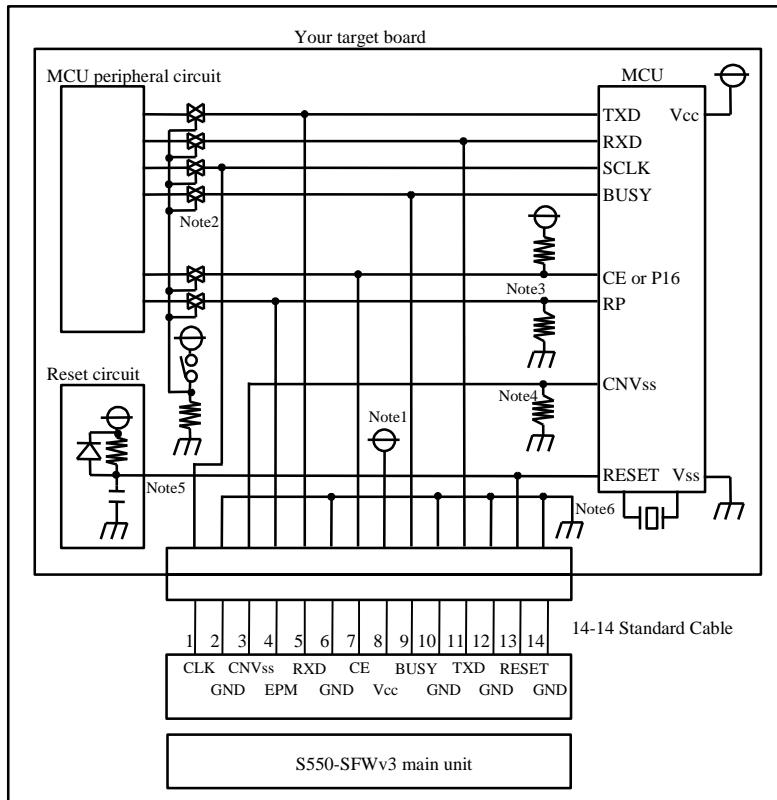 Your target board
MCU peripheral circuit
MCU
TXD
Vcc
RXD
SCLK
BUSY
Note2
CE or P16
Note3
RP
Reset circuit
CNVss
Note4
Note1
RESET
Vss
Note5
Note6
14-14 Standard Cable
1 2 3 4 5 6 7 8 9 10 11 12 13 14
CLK CNVss RXD CE BUSY TXD RESET
GND EPM GND Vcc GND GND GND
S550-SFWv3 main unit